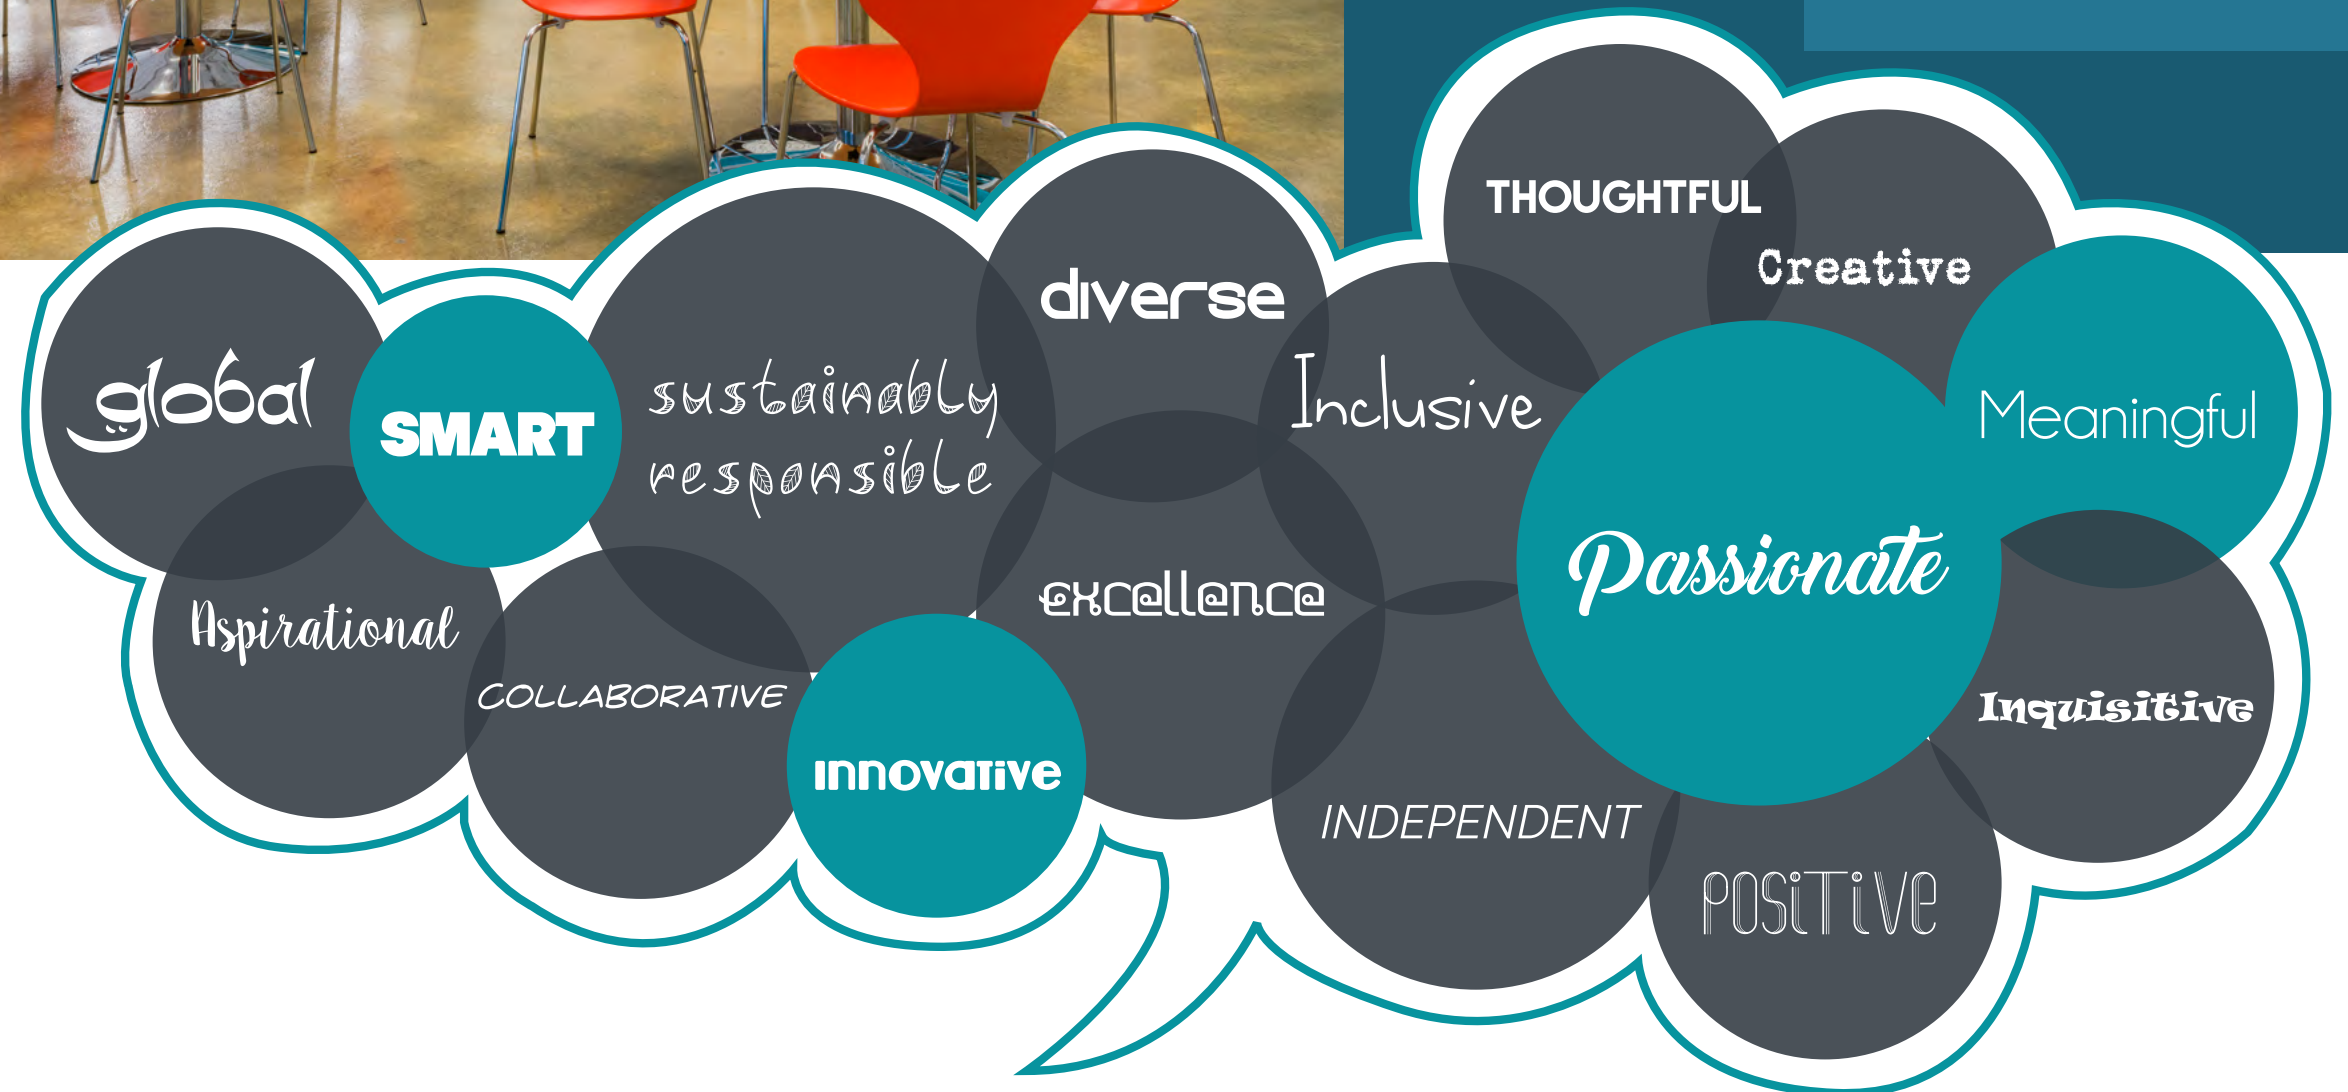 THOUGHTFUL
Creative
diverse
global
SMART
sustainably
responsible
Inclusive
Meaningful
Passionate
excellence
Aspirational
COLLABORATIVE
Inquisitive
innovative
INDEPENDENT
POSiTiVe